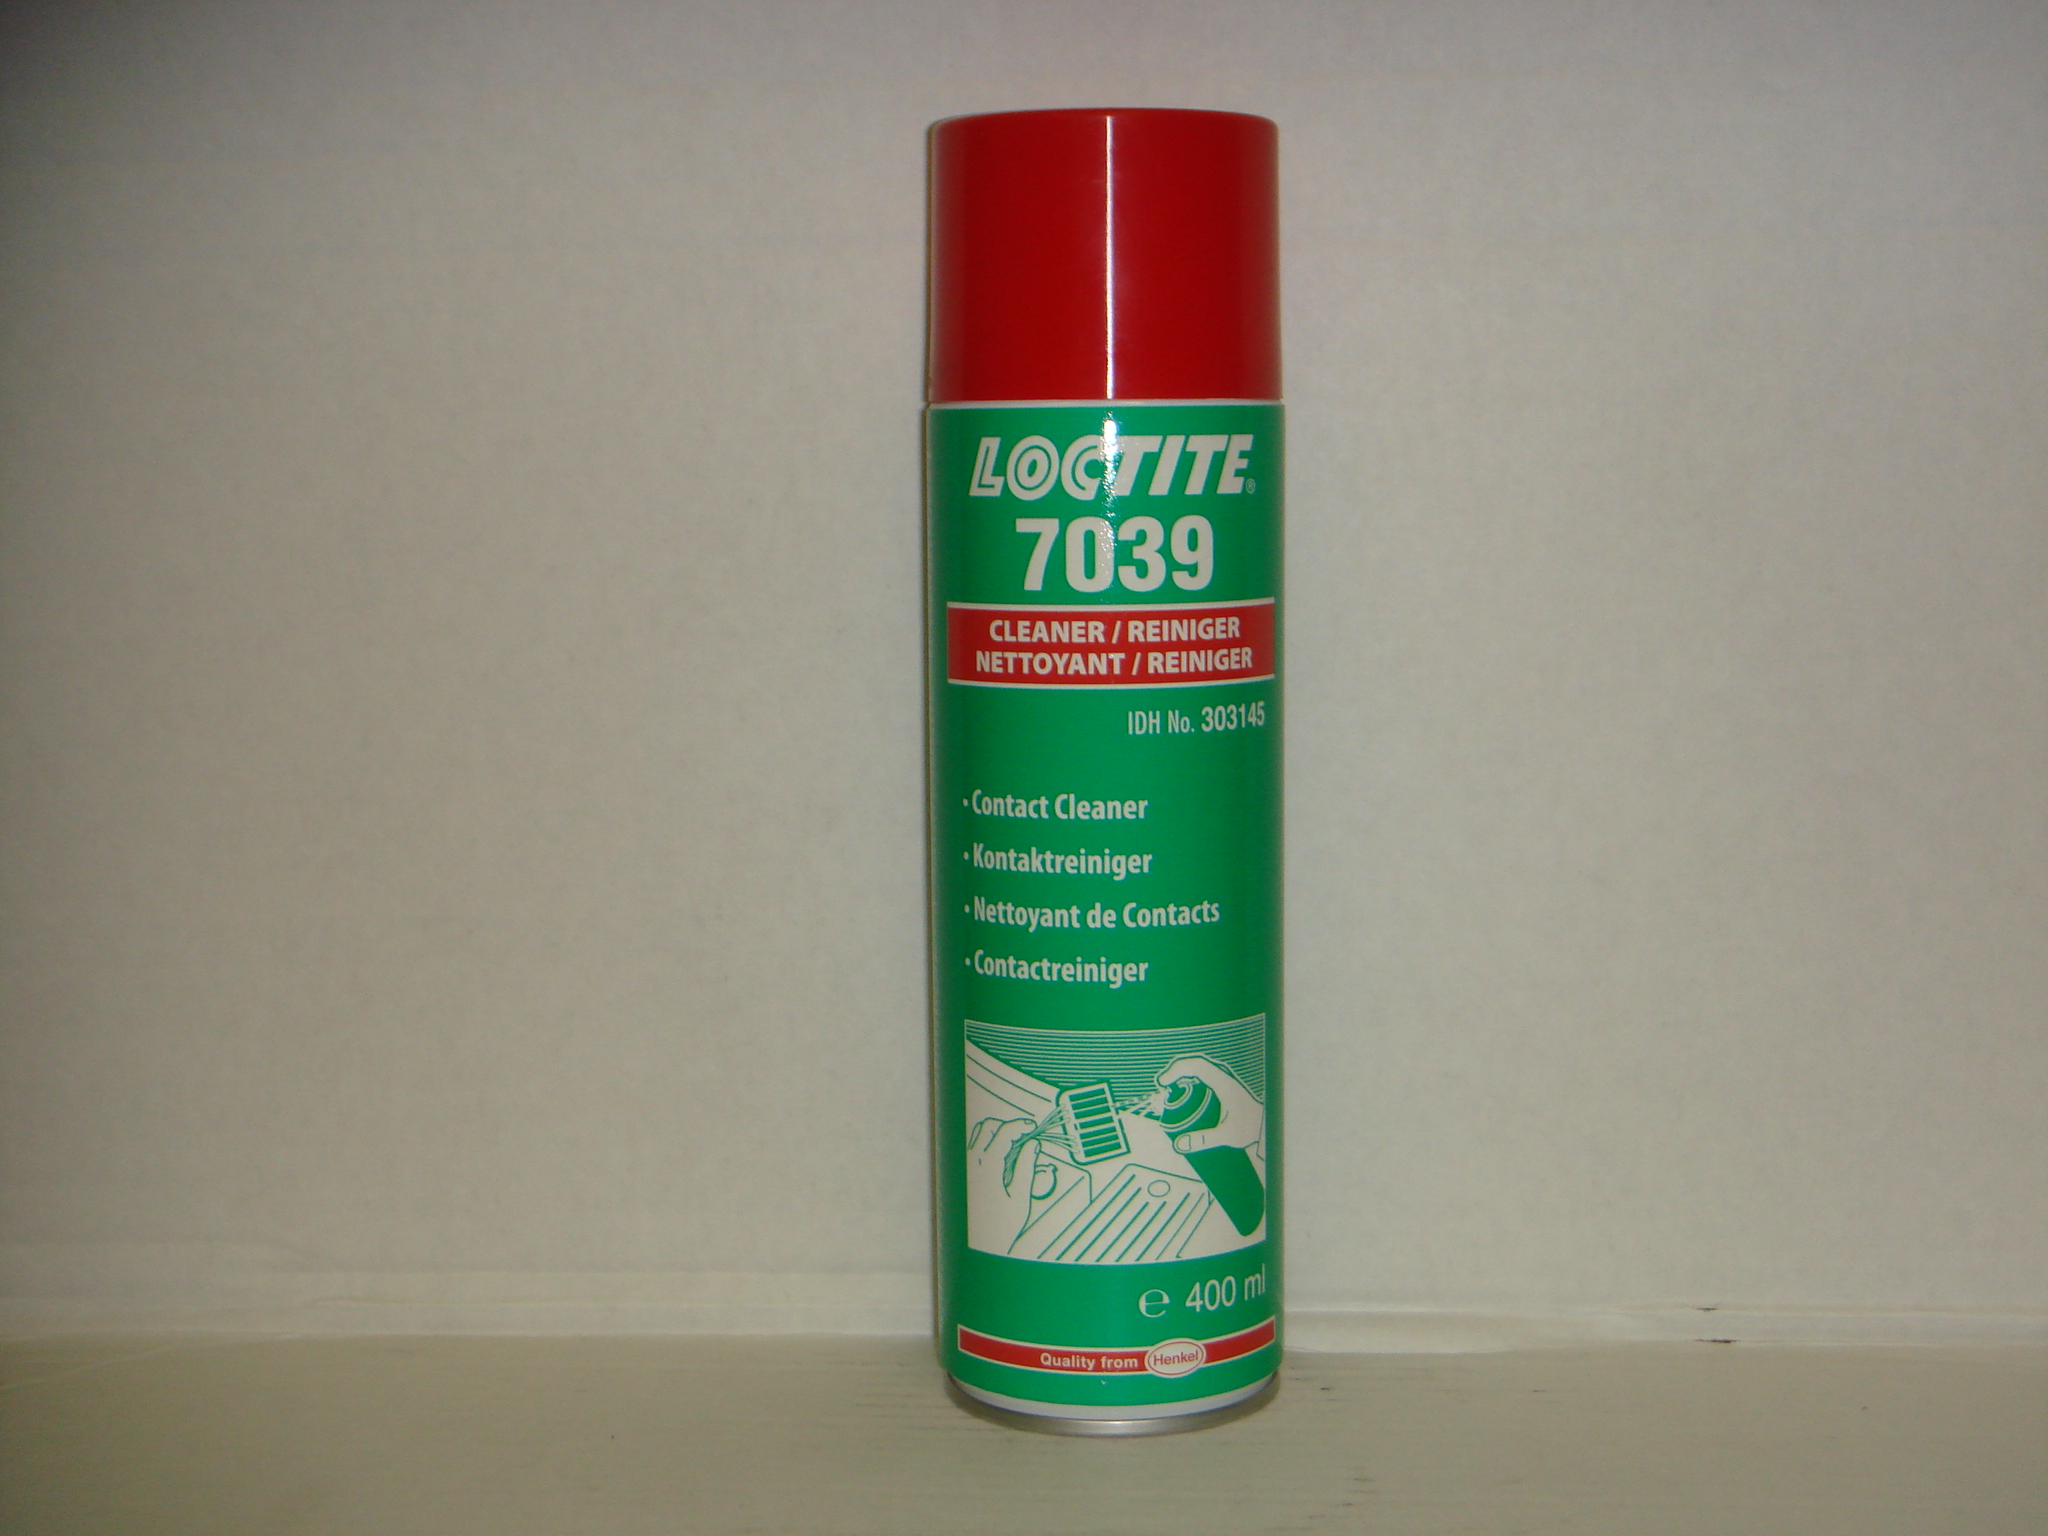 LOCTITE®
7039
CLEANER / REINIGER
NETTOYANT / REINIGER
IDH No. 303145
· Contact Cleaner
· Kontaktreiniger
· Nettoyant de Contacts
· Contactreiniger
℮ 400 ml
Quality from Henkel